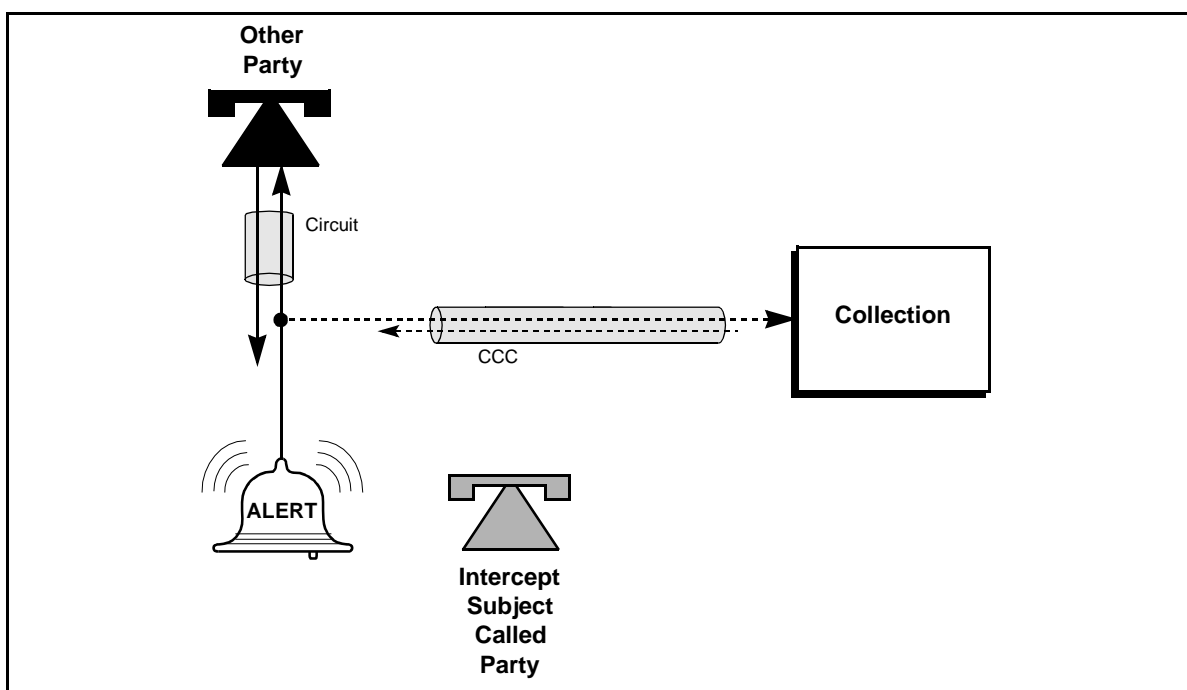 Other
Party
Circuit
Collection
CCC
ALERT
Intercept
Subject
Called
Party